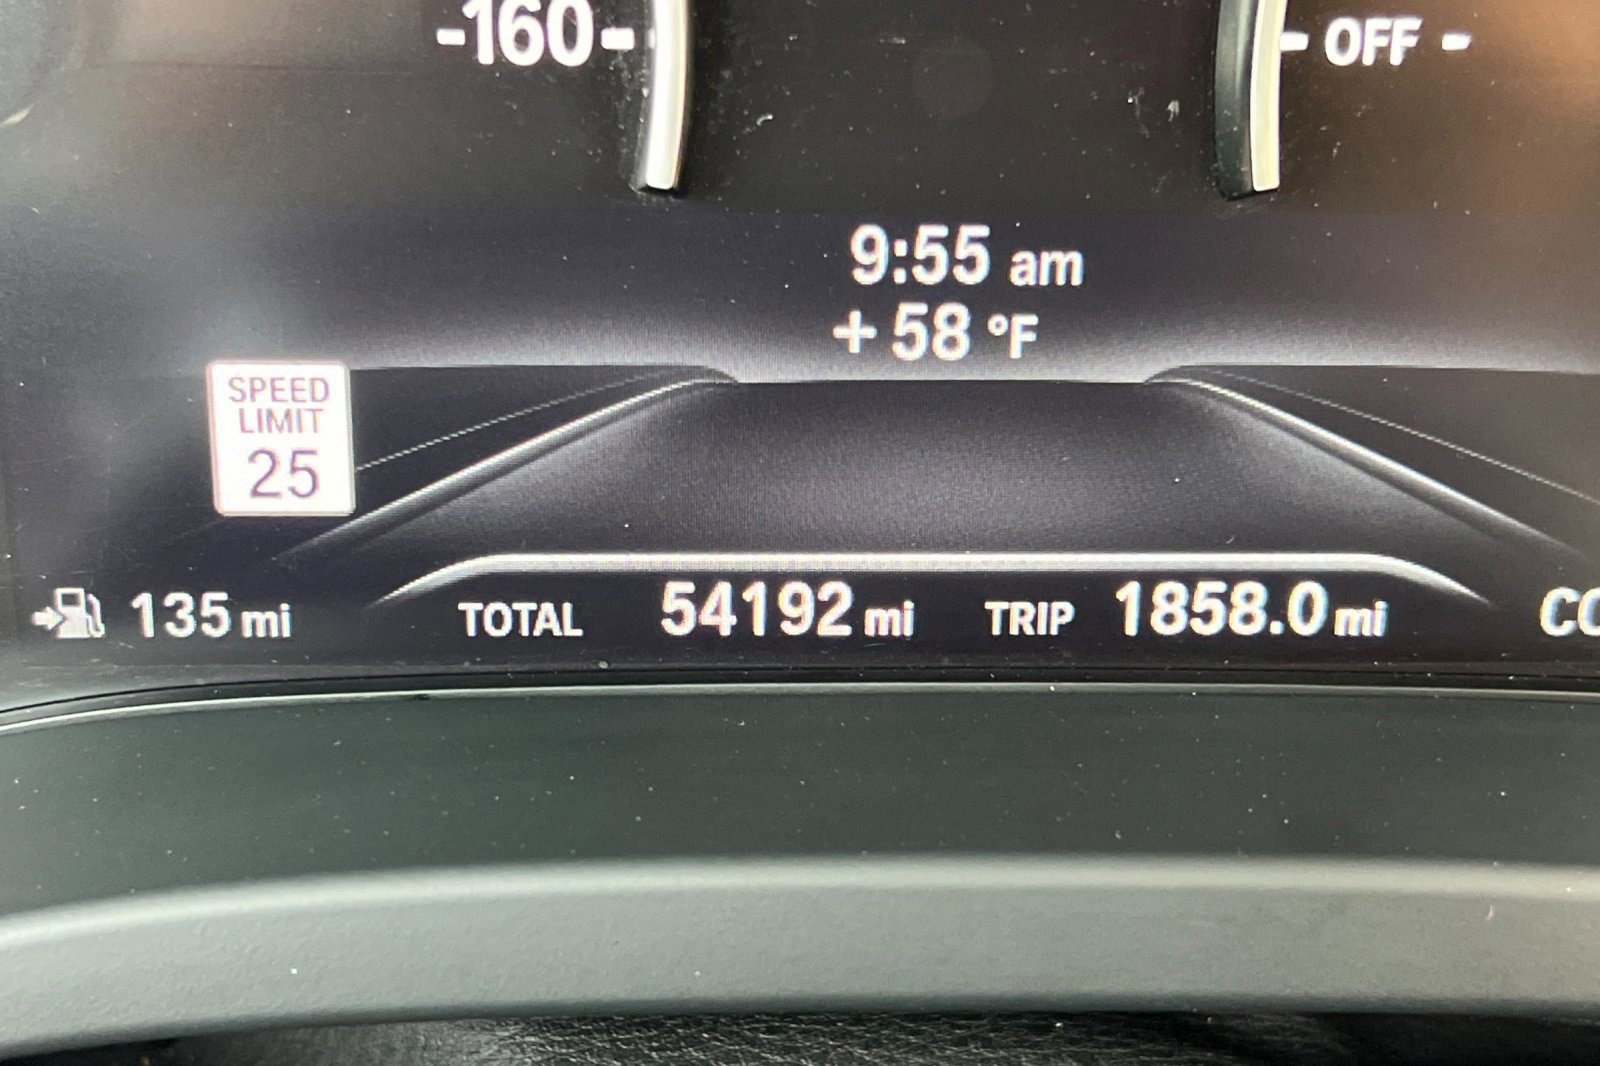 -160-
- OFF -
9:55 am
+ 58 °F
SPEED
LIMIT
25
135 mi
TOTAL 54192 mi
TRIP 1858.0 mi